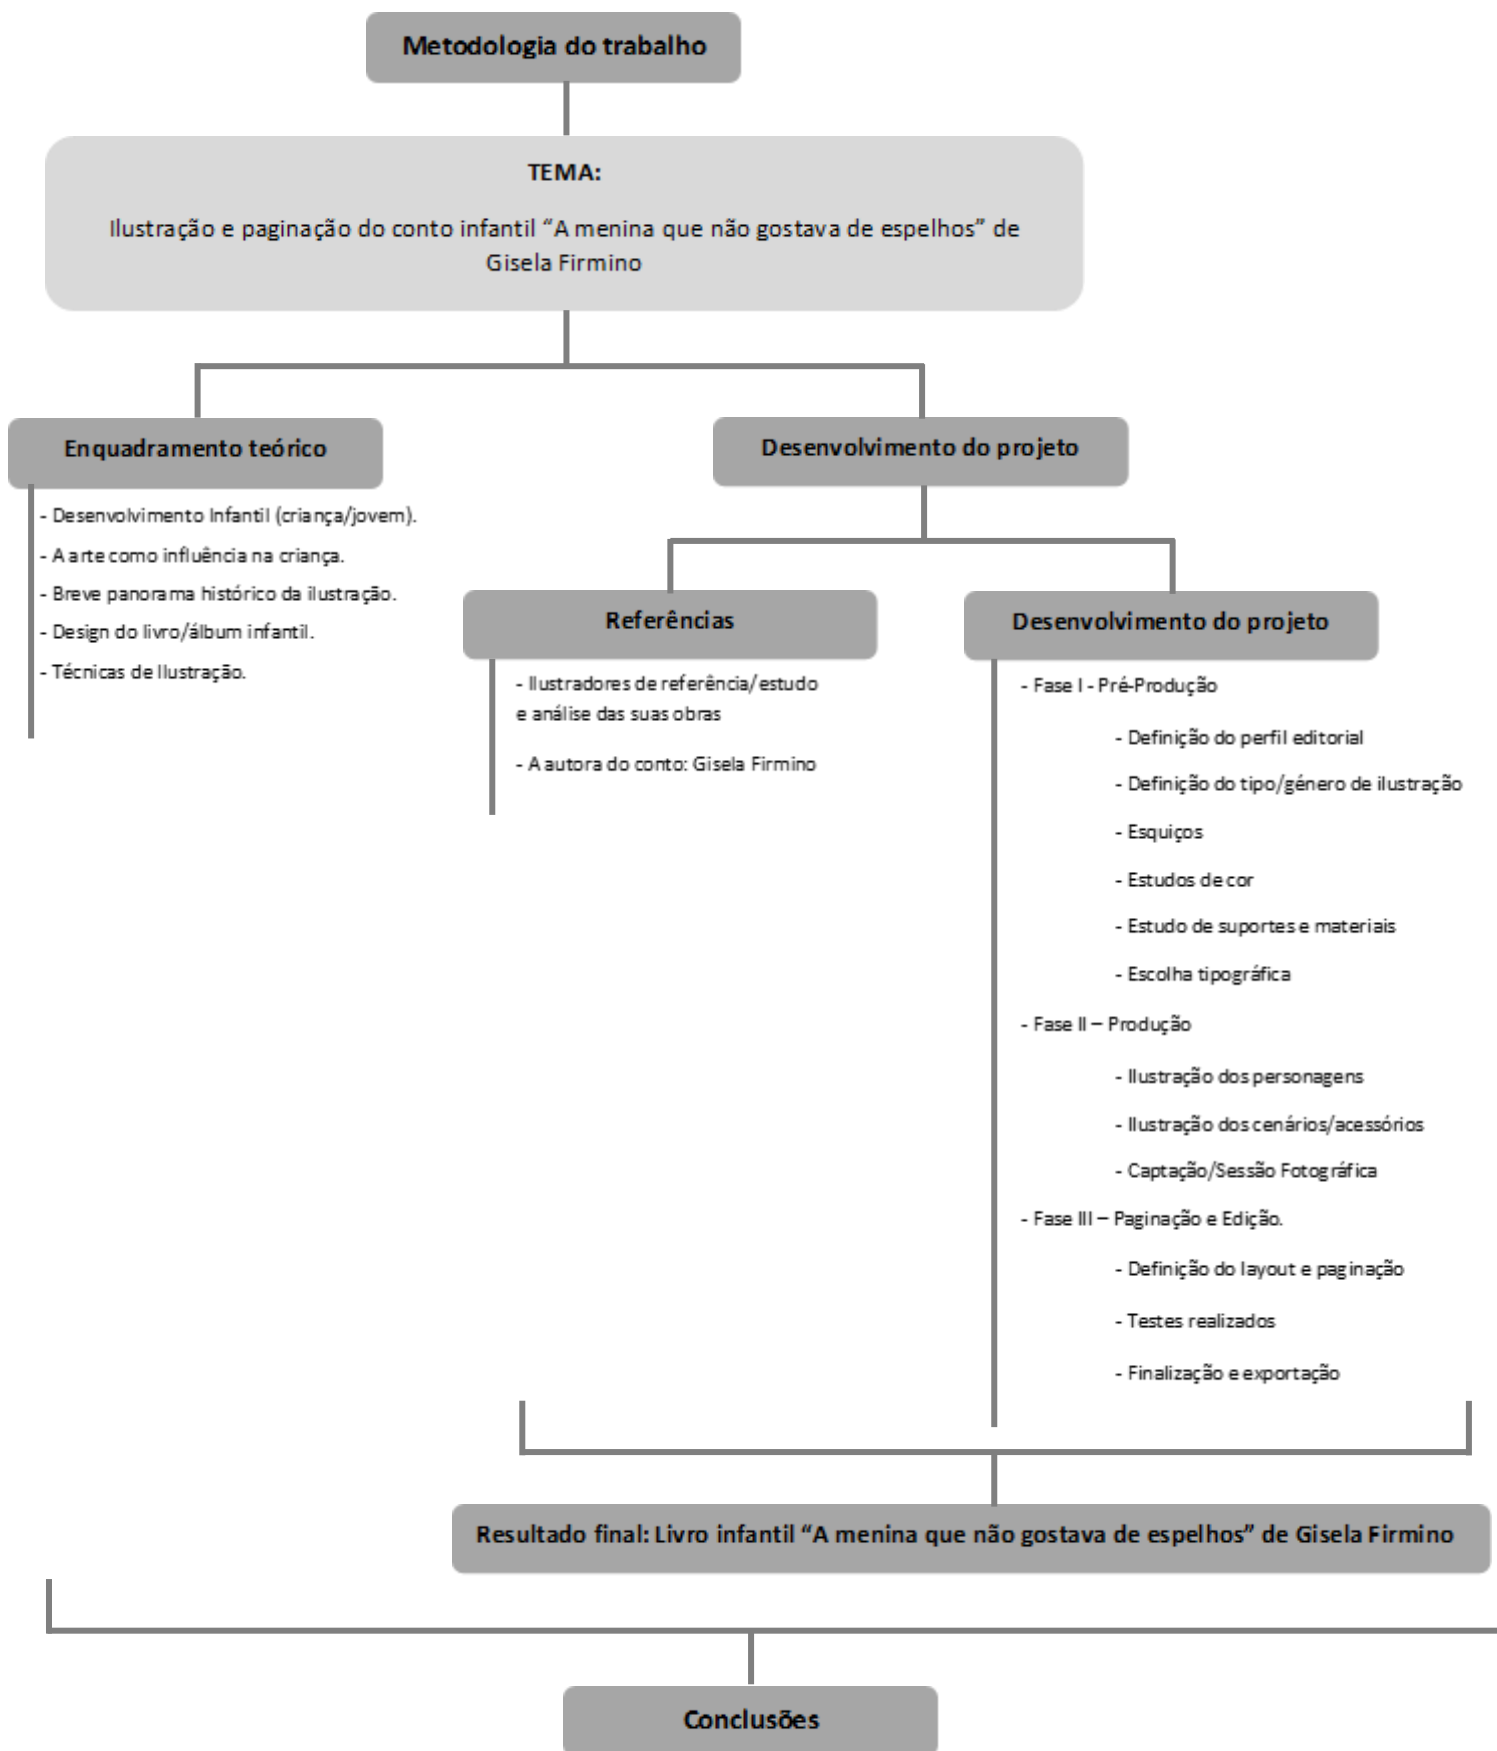 Metodologia do trabalho
TEMA:
Ilustração e paginação do conto infantil “A menina que não gostava de espelhos” de
Gisela Firmino
Enquadramento teórico
- Desenvolvimento Infantil (criança/jovem).
- A arte como influência na criança.
- Breve panorama histórico da ilustração.
- Design do livro/álbum infantil.
- Técnicas de Ilustração.
Desenvolvimento do projeto
Referências
- Ilustradores de referência/estudo
e análise das suas obras
- A autora do conto: Gisela Firmino
Desenvolvimento do projeto
- Fase I - Pré-Produção
- Definição do perfil editorial
- Definição do tipo/género de ilustração
- Esquiços
- Estudos de cor
- Estudo de suportes e materiais
- Escolha tipográfica
- Fase II – Produção
- Ilustração dos personagens
- Ilustração dos cenários/acessórios
- Captação/Sessão Fotográfica
- Fase III – Paginação e Edição.
- Definição do layout e paginação
- Testes realizados
- Finalização e exportação
Resultado final: Livro infantil “A menina que não gostava de espelhos” de Gisela Firmino
Conclusões